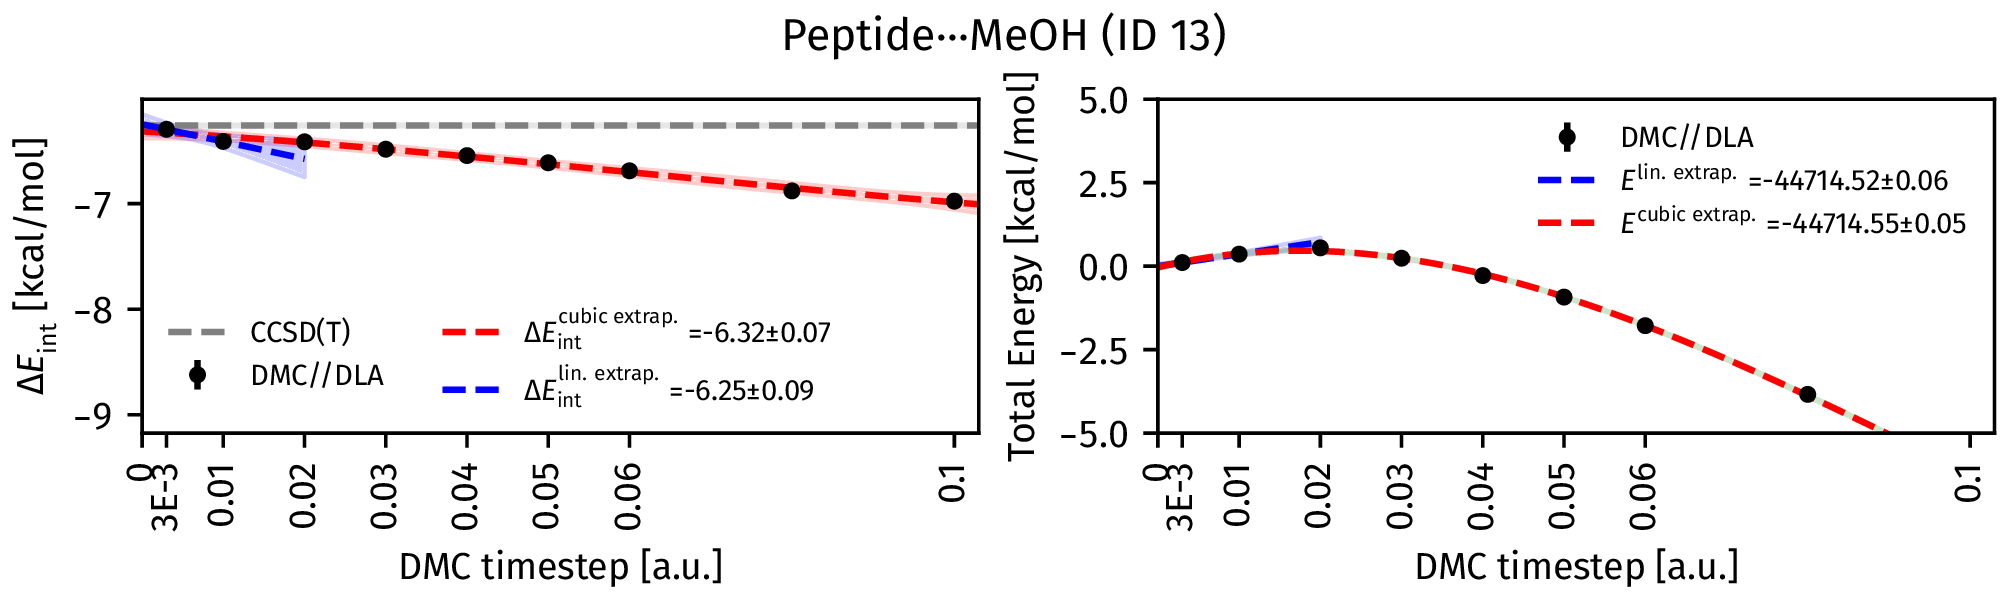 Peptide···MeOH (ID 13)
ΔE_int [kcal/mol]
−7
−8
−9
CCSD(T)
DMC//DLA
ΔE_int^cubic extrap. =-6.32±0.07
ΔE_int^lin. extrap. =-6.25±0.09
0
3E-3
0.01
0.02
0.03
0.04
0.05
0.06
0.1
DMC timestep [a.u.]
Total Energy [kcal/mol]
5.0
2.5
0.0
−2.5
−5.0
DMC//DLA
E^lin. extrap. =-44714.52±0.06
E^cubic extrap. =-44714.55±0.05
0
3E-3
0.01
0.02
0.03
0.04
0.05
0.06
0.1
DMC timestep [a.u.]